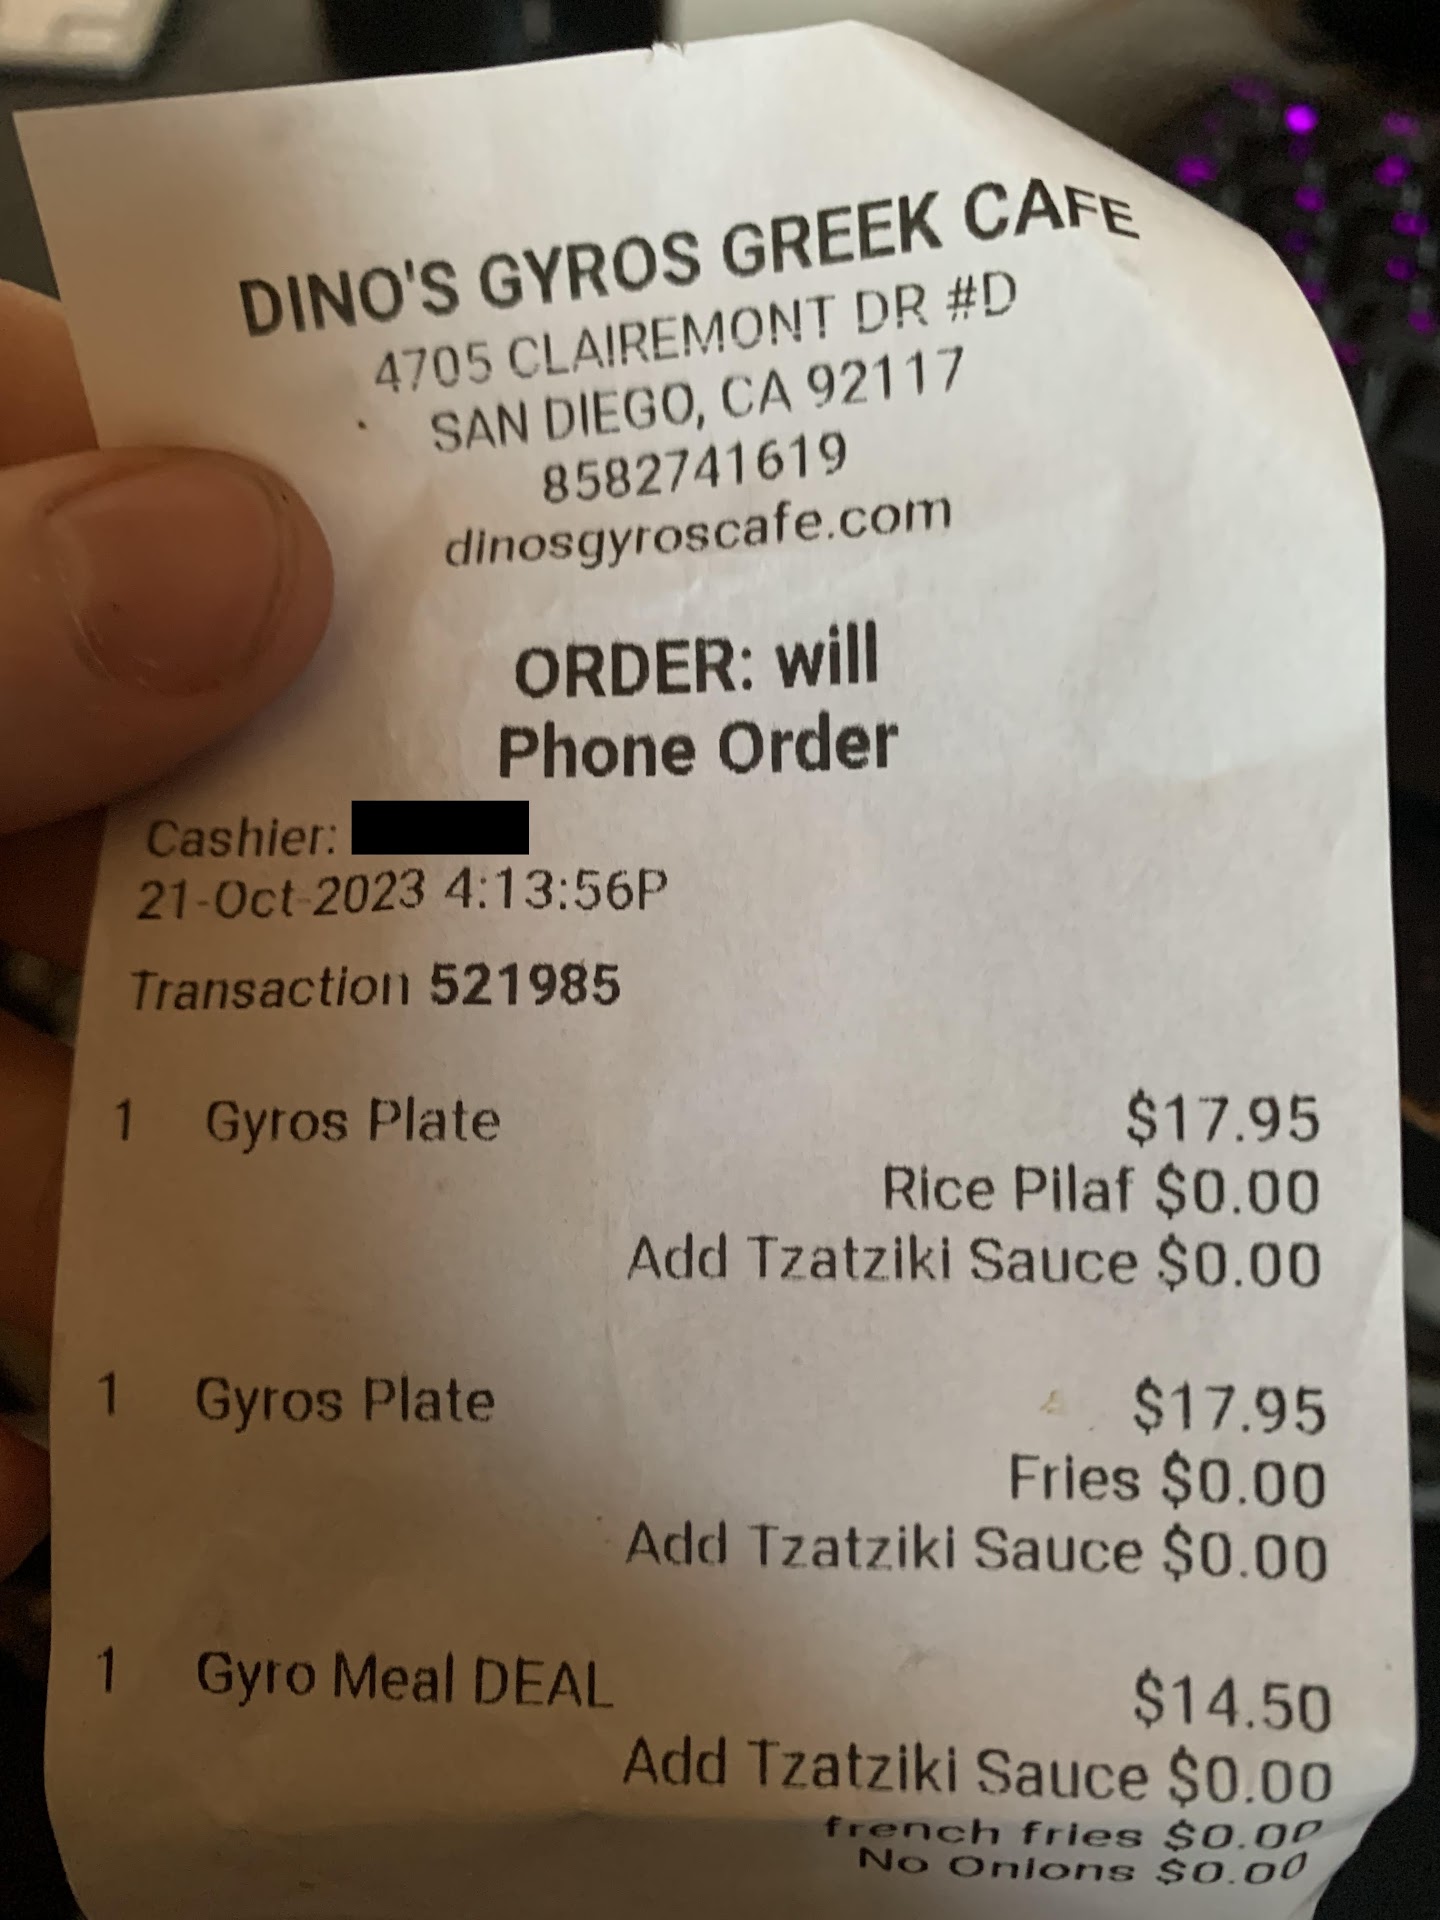 DINO'S GYROS GREEK CAFE
4705 CLAIREMONT DR #D
SAN DIEGO, CA 92117
8582741619
dinosgyroscafe.com
ORDER: will
Phone Order
Cashier:
21-Oct-2023 4:13:56P
Transaction 521985
1 Gyros Plate $17.95
Rice Pilaf $0.00
Add Tzatziki Sauce $0.00
1 Gyros Plate $17.95
Fries $0.00
Add Tzatziki Sauce $0.00
1 Gyro Meal DEAL $14.50
Add Tzatziki Sauce $0.00
french fries $0.00
No Onions $0.00